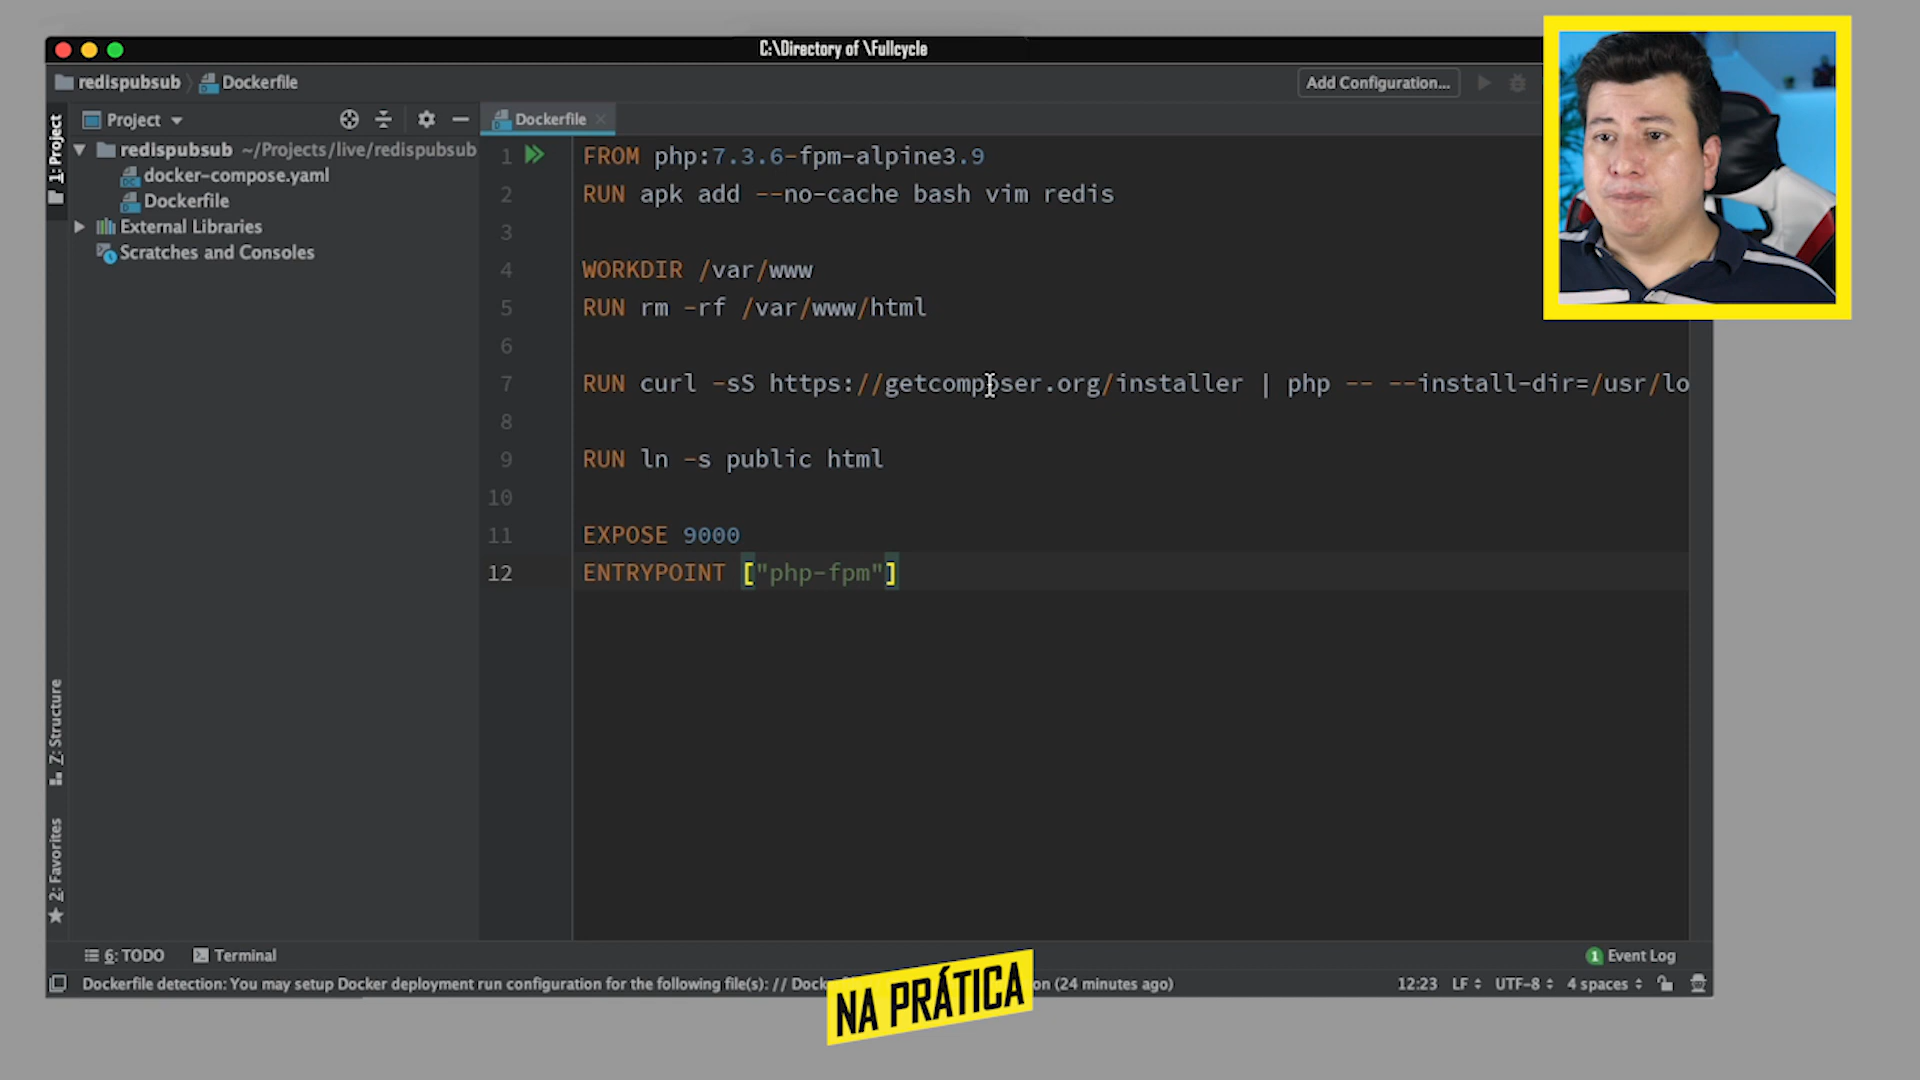 C:\Directory of \Fullcycle
redispubsub
Dockerfile
Add Configuration...
1: Project
Project
Dockerfile
redispubsub ~/Projects/live/redispubsub
docker-compose.yaml
Dockerfile
External Libraries
Scratches and Consoles
1 FROM php:7.3.6-fpm-alpine3.9
2 RUN apk add --no-cache bash vim redis
3
4 WORKDIR /var/www
5 RUN rm -rf /var/www/html
6
7 RUN curl -sS https://getcomposer.org/installer | php -- --install-dir=/usr/lo
8
9 RUN ln -s public html
10
11 EXPOSE 9000
12 ENTRYPOINT ["php-fpm"]
Z: Structure
2: Favorites
6: TODO
Terminal
1 Event Log
Dockerfile detection: You may setup Docker deployment run configuration for the following file(s): // Dock
on (24 minutes ago)
12:23 LF UTF-8 4 spaces
NA PRÁTICA